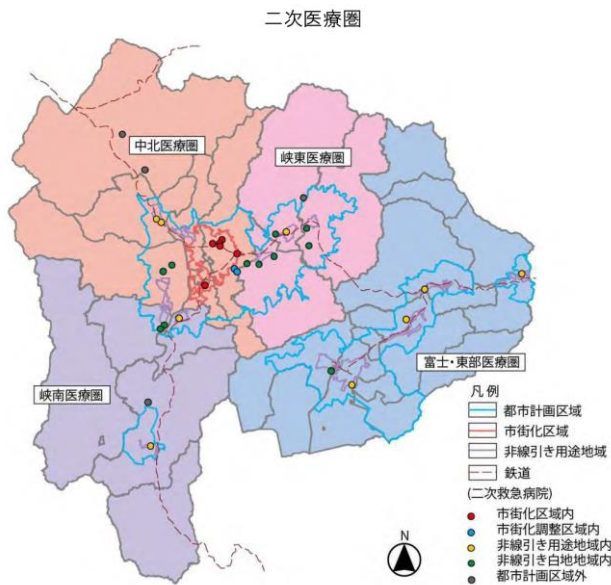 二次医療圏
中北医療圏
峡東医療圏
峡南医療圏
富士・東部医療圏
凡 例
都市計画区域
市街化区域
非線引き用途地域
鉄道
(二次救急病院)
市街化区域内
市街化調整区域内
非線引き用途地域内
非線引き白地地域内
都市計画区域外
N